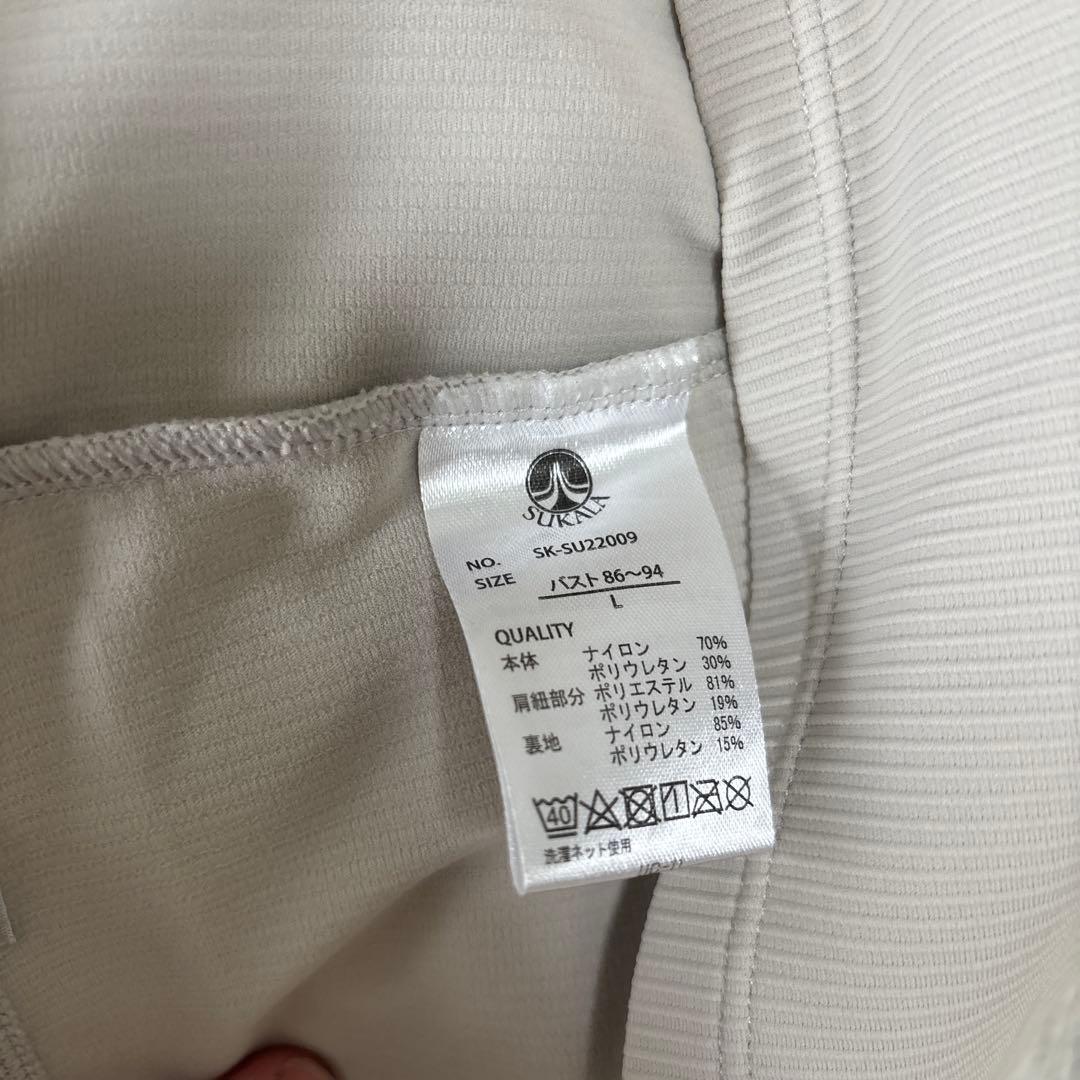 SUKALA
NO. SK-SU22009
SIZE バスト 86〜94
L
QUALITY
本体 ナイロン 70%
ポリウレタン 30%
肩紐部分 ポリエステル 81%
ポリウレタン 19%
裏地 ナイロン 85%
ポリウレタン 15%
40
洗濯ネット使用